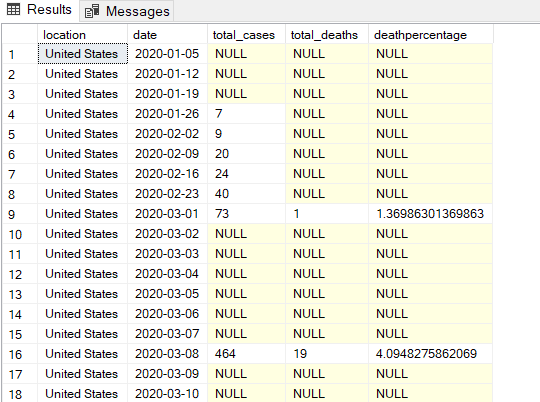 Results Messages
location date total_cases total_deaths deathpercentage
1 United States 2020-01-05 NULL NULL NULL
2 United States 2020-01-12 NULL NULL NULL
3 United States 2020-01-19 NULL NULL NULL
4 United States 2020-01-26 7 NULL NULL
5 United States 2020-02-02 9 NULL NULL
6 United States 2020-02-09 20 NULL NULL
7 United States 2020-02-16 24 NULL NULL
8 United States 2020-02-23 40 NULL NULL
9 United States 2020-03-01 73 1 1.36986301369863
10 United States 2020-03-02 NULL NULL NULL
11 United States 2020-03-03 NULL NULL NULL
12 United States 2020-03-04 NULL NULL NULL
13 United States 2020-03-05 NULL NULL NULL
14 United States 2020-03-06 NULL NULL NULL
15 United States 2020-03-07 NULL NULL NULL
16 United States 2020-03-08 464 19 4.0948275862069
17 United States 2020-03-09 NULL NULL NULL
18 United States 2020-03-10 NULL NULL NULL